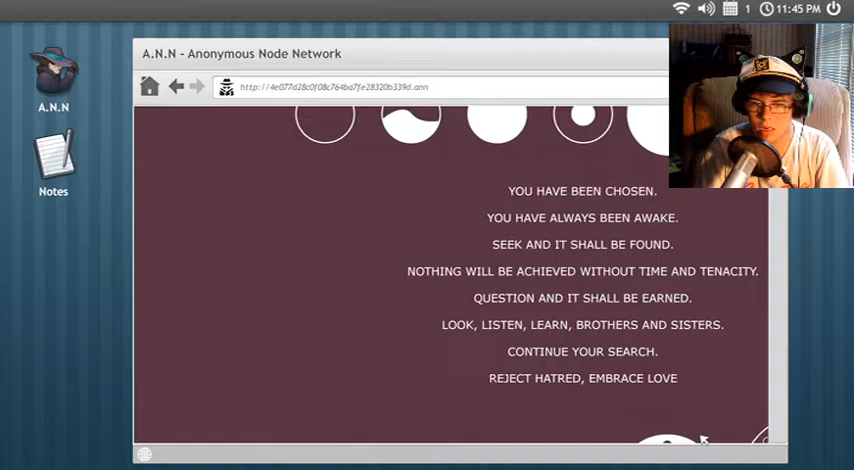 1 11:45 PM
A.N.N - Anonymous Node Network
http://4e077d28c0f08c764ba7fe28320b339d.ann
A.N.N
Notes
YOU HAVE BEEN CHOSEN.
YOU HAVE ALWAYS BEEN AWAKE.
SEEK AND IT SHALL BE FOUND.
NOTHING WILL BE ACHIEVED WITHOUT TIME AND TENACITY.
QUESTION AND IT SHALL BE EARNED.
LOOK, LISTEN, LEARN, BROTHERS AND SISTERS.
CONTINUE YOUR SEARCH.
REJECT HATRED, EMBRACE LOVE